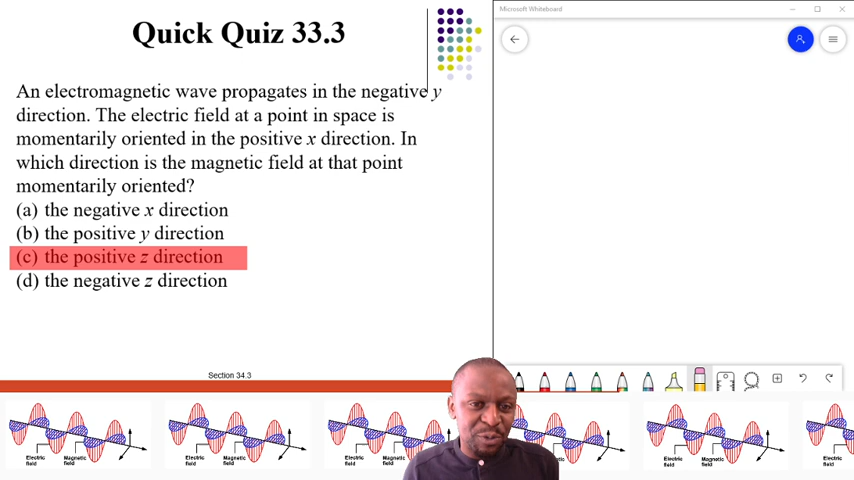 Quick Quiz 33.3
An electromagnetic wave propagates in the negative y
direction. The electric field at a point in space is
momentarily oriented in the positive x direction. In
which direction is the magnetic field at that point
momentarily oriented?
(a) the negative x direction
(b) the positive y direction
(c) the positive z direction
(d) the negative z direction
Section 34.3
Microsoft Whiteboard
Electric
field
Magnetic
field
Electric
field
Magnetic
field
Electric
field
Magnetic
field
Electric
field
Magnetic
field
Electric
field